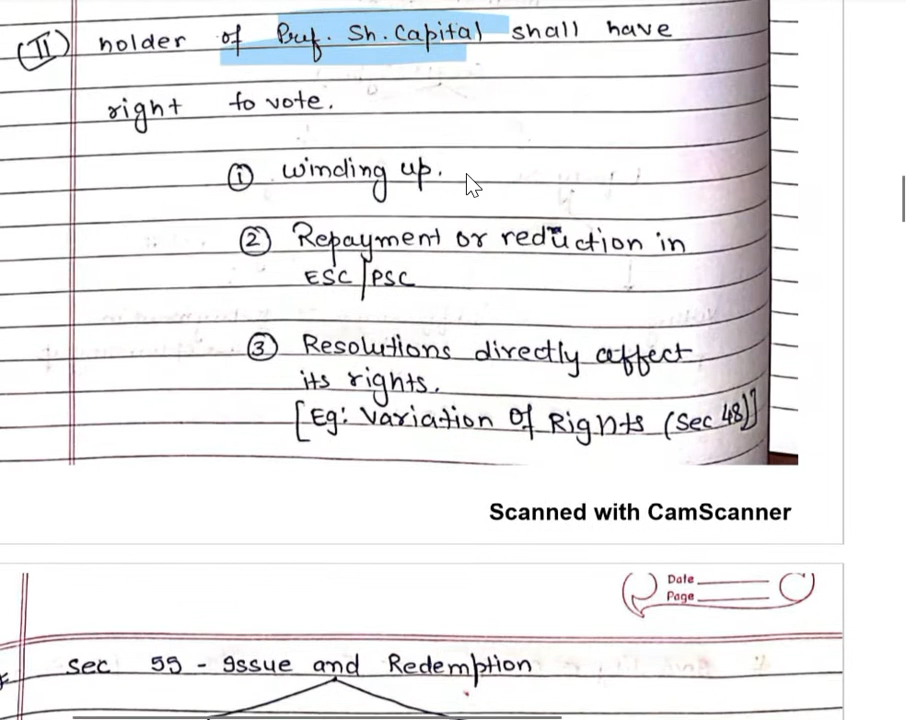 (II) holder of Pref. Sh. Capital shall have
right to vote.
① winding up.
② Repayment or reduction in
ESC/PSC
③ Resolutions directly affect
its rights.
[Eg: Variation Of Rights (Sec 48)]
Scanned with CamScanner
Date
Page
Sec 55 - Issue and Redemption